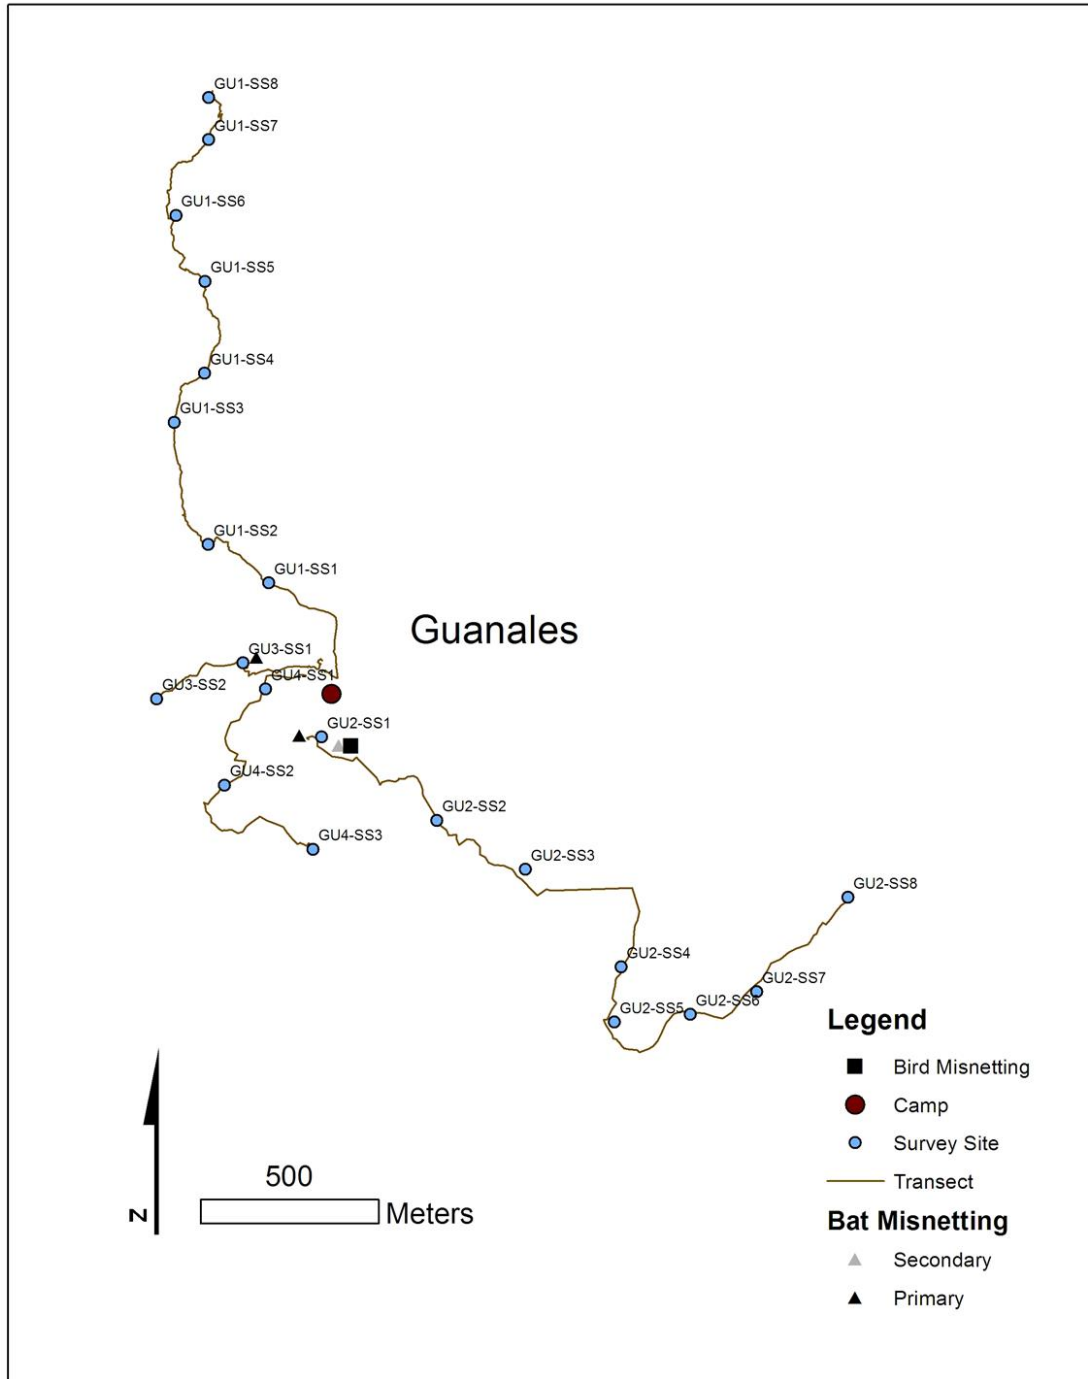 GU1-SS8
GU1-SS7
GU1-SS6
GU1-SS5
GU1-SS4
GU1-SS3
GU1-SS2
GU1-SS1
Guanales
GU3-SS1
GU3-SS2
GU4-SS1
GU2-SS1
GU4-SS2
GU2-SS2
GU4-SS3
GU2-SS3
GU2-SS8
GU2-SS4
GU2-SS7
GU2-SS5
GU2-SS6
Legend
Bird Misnetting
Camp
Survey Site
Transect
Bat Misnetting
Secondary
Primary
500
Meters
N